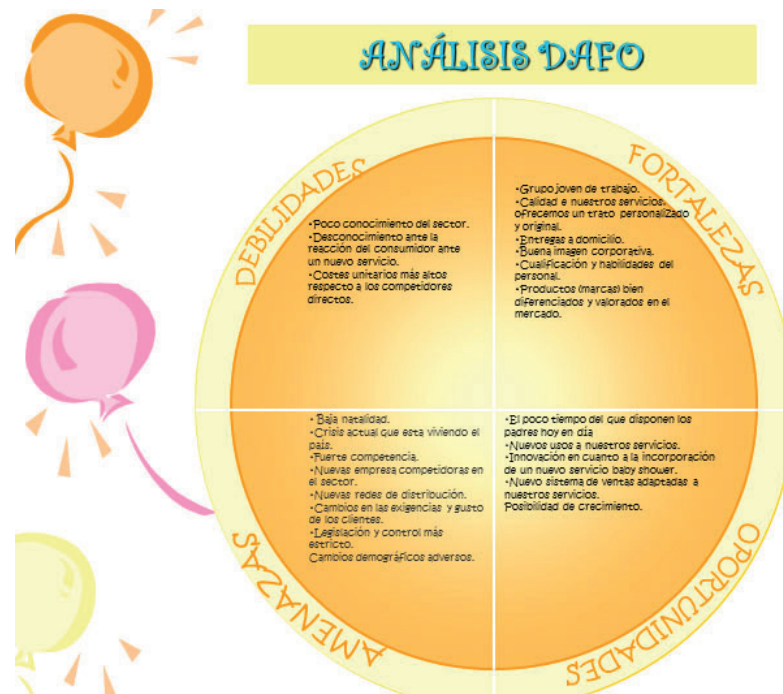 ANÁLISIS DAFO
DEBILIDADES
•Poco conocimiento del sector.
•Desconocimiento ante la
reacción del consumidor ante
un nuevo servicio.
•Costes unitarios más altos
respecto a los competidores
directos.
FORTALEZAS
•Grupo joven de trabajo.
•Calidad e nuestros servicios.
ofrecemos un trato personalizado
y original.
•Entregas a domicilio.
•Buena imagen corporativa.
•Cualificación y habilidades del
personal.
•Productos (marcas) bien
diferenciados y valorados en el
mercado.
AMENAZAS
• Baja natalidad.
•Crisis actual que esta viviendo el
país.
•Fuerte competencia.
•Nuevas empresa competidoras en
el sector.
•Nuevas redes de distribución.
•Cambios en las exigencias y gusto
de los clientes.
•Legislación y control más
estricto.
Cambios demográficos adversos.
OPORTUNIDADES
•El poco tiempo del que disponen los
padres hoy en día
•Nuevos usos a nuestros servicios.
•Innovación en cuanto a la incorporación
de un nuevo servicio baby shower.
•Nuevo sistema de ventas adaptadas a
nuestros servicios.
Posibilidad de crecimiento.